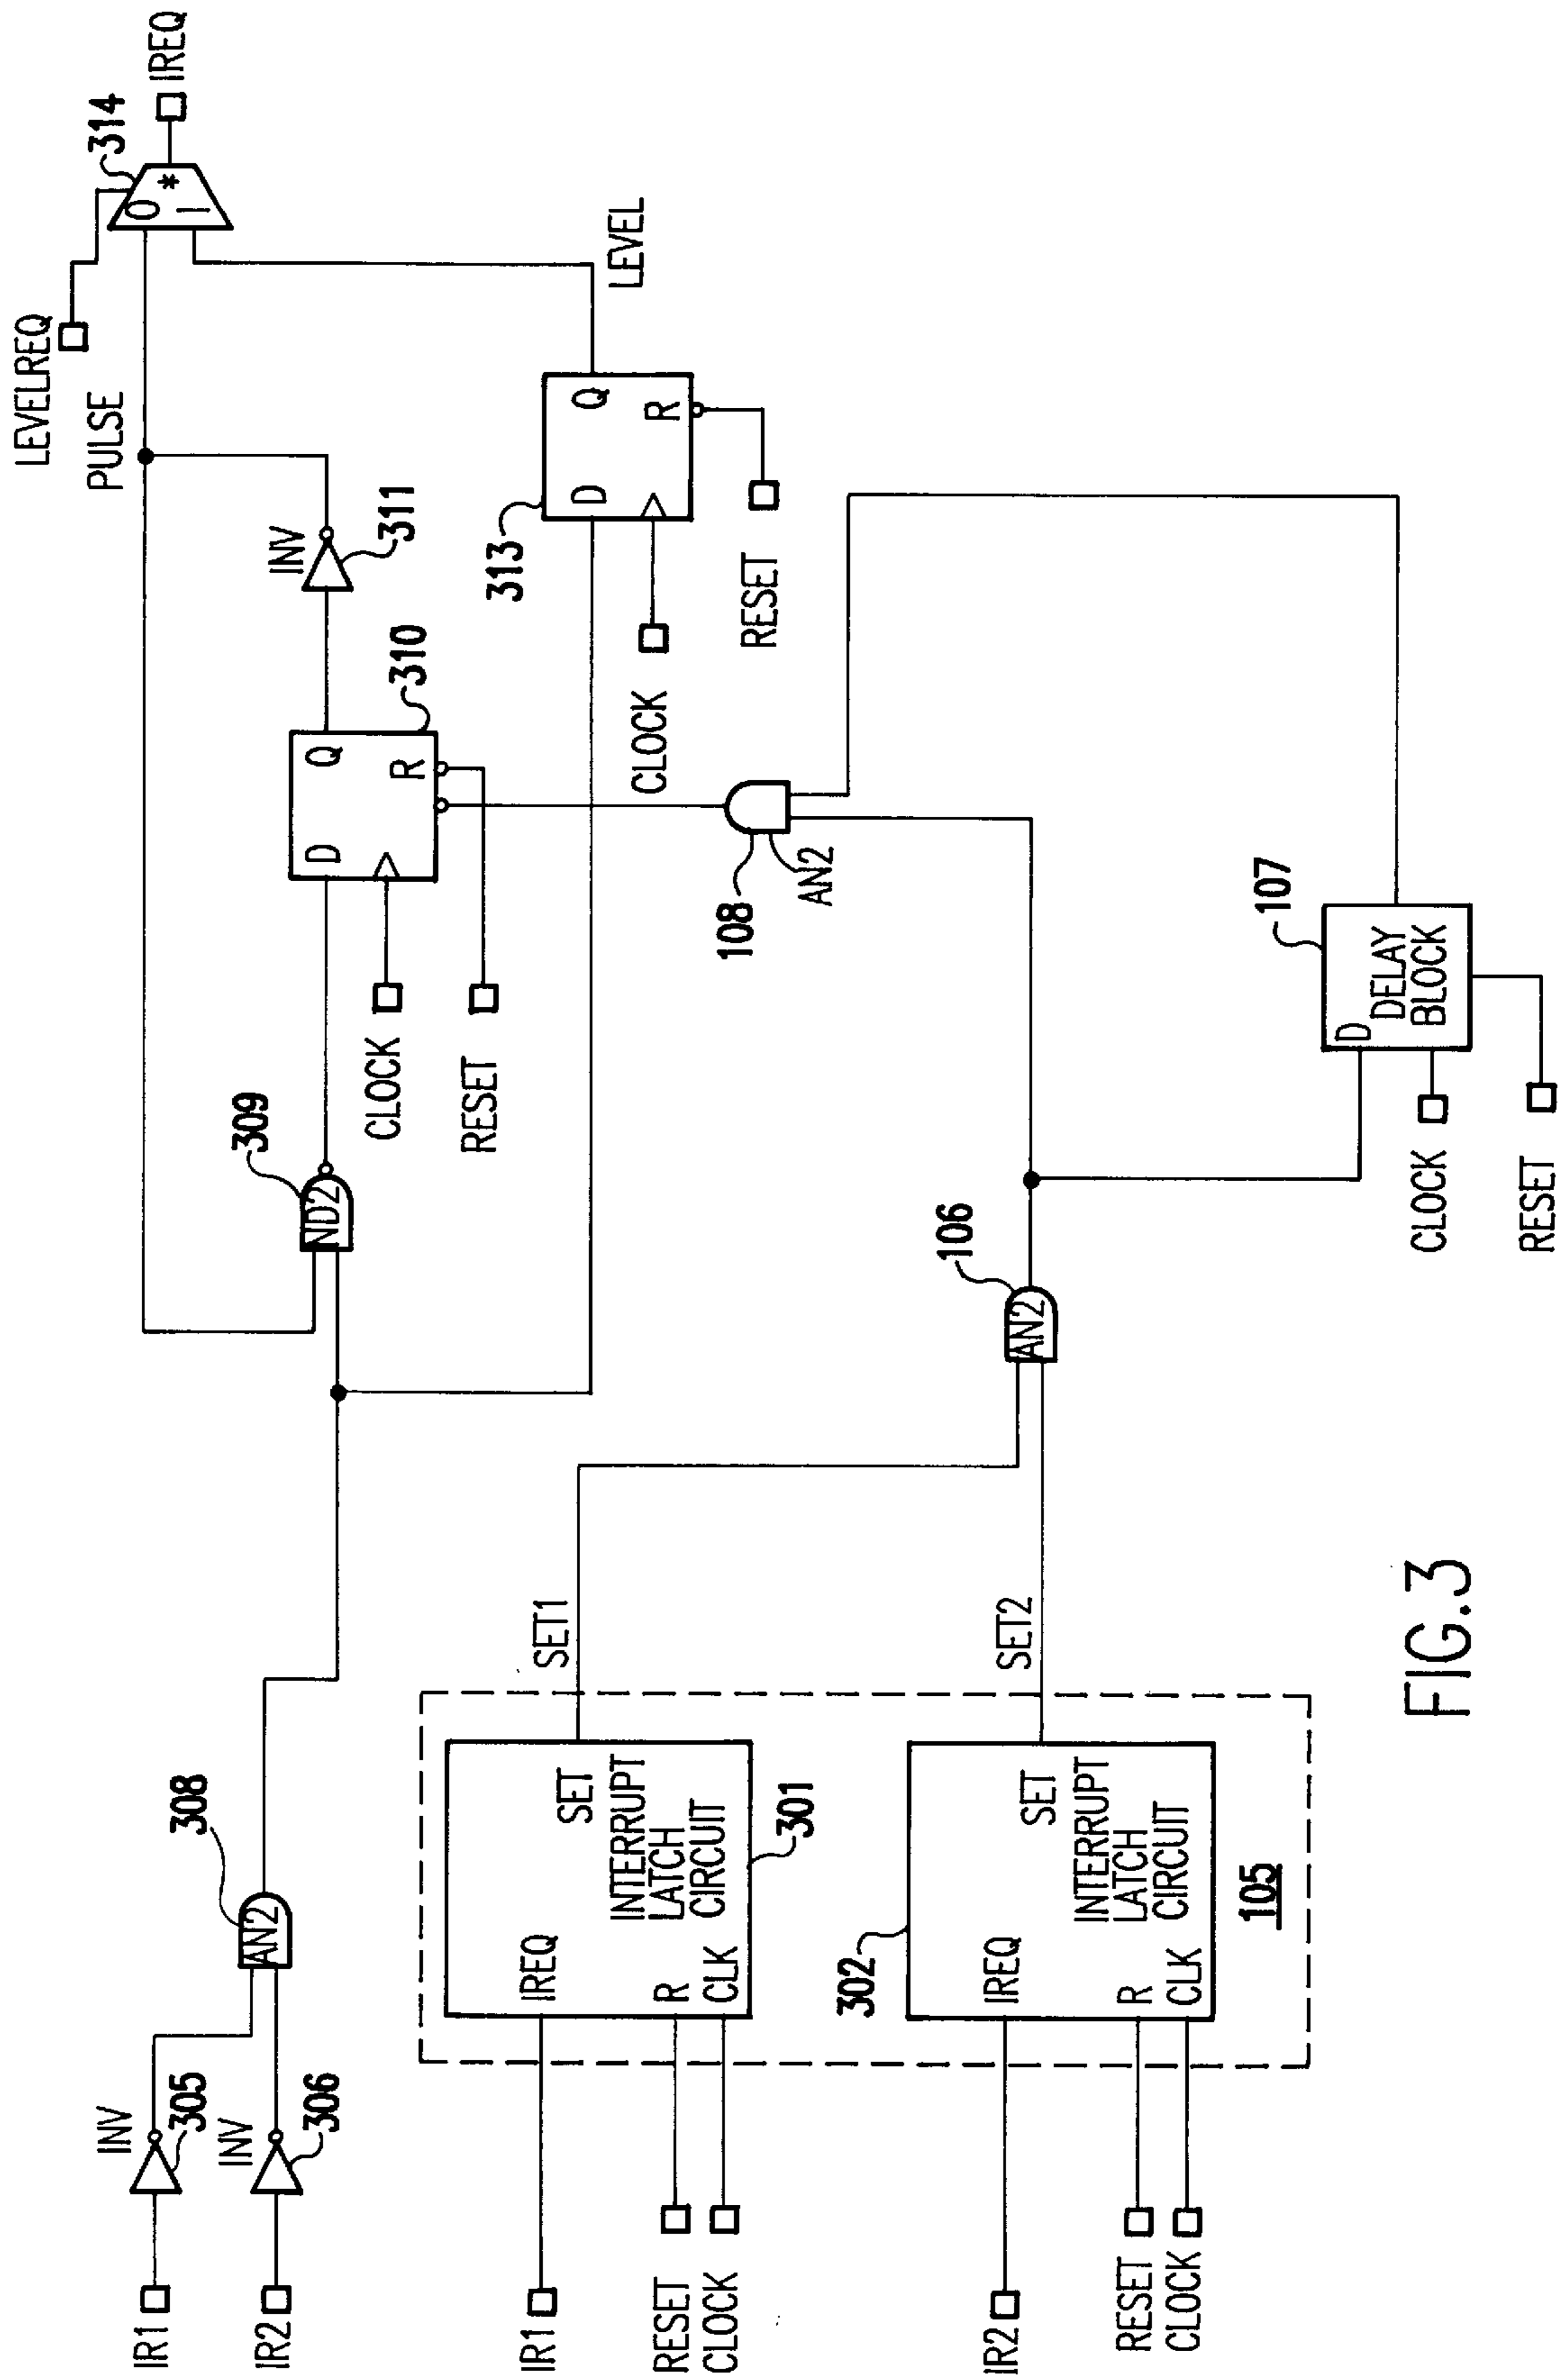 LEVELREQ
314
IREQ
0
*
1
PULSE
INV
311
LEVEL
D
Q
R
310
309
ND2
CLOCK
RESET
313
D
Q
R
CLOCK
RESET
108
AN2
INV
305
INV
306
IR1
IR2
308
AN2
SET1
SET2
106
AN2
107
D
DELAY
BLOCK
CLOCK
RESET
IREQ
SET
INTERRUPT
LATCH
CIRCUIT
R
CLK
301
IR1
RESET
CLOCK
302
IREQ
SET
INTERRUPT
LATCH
CIRCUIT
R
CLK
105
IR2
RESET
CLOCK
FIG.3